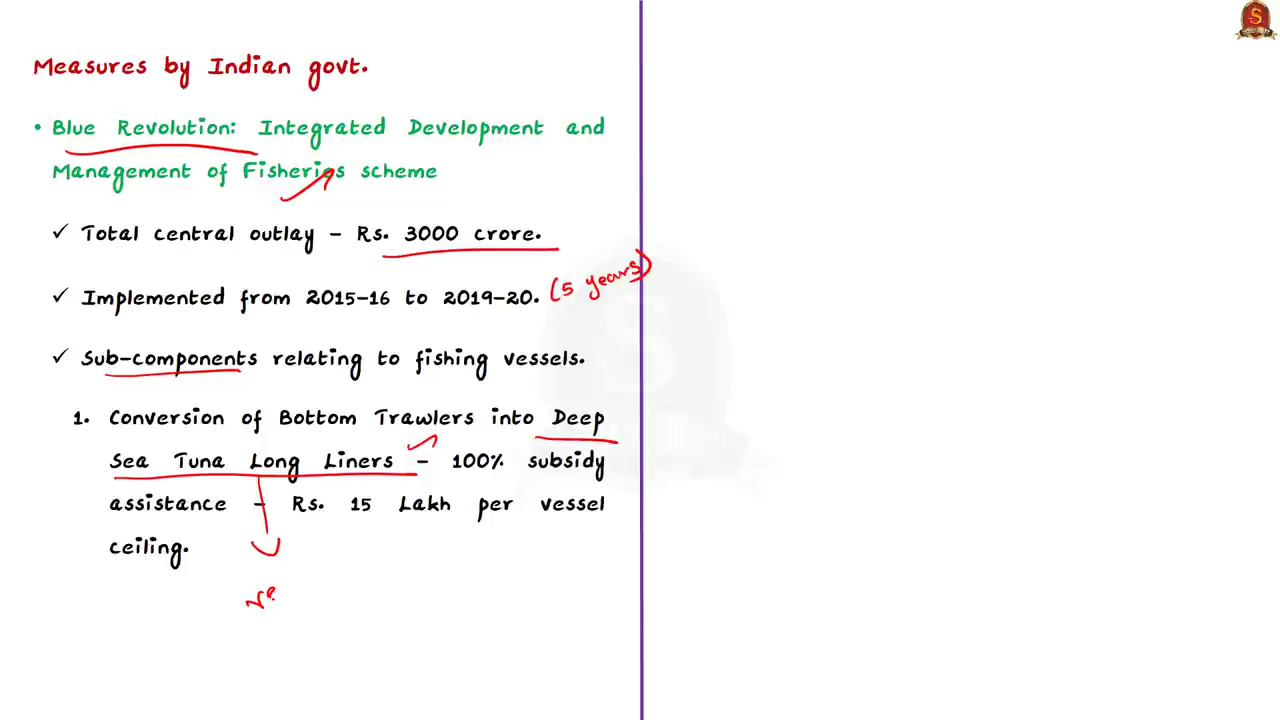 Measures by Indian govt.
• Blue Revolution: Integrated Development and
Management of Fisheries scheme
✓ Total central outlay – Rs. 3000 crore.
✓ Implemented from 2015-16 to 2019-20. (5 years)
✓ Sub-components relating to fishing vessels.
1. Conversion of Bottom Trawlers into Deep
Sea Tuna Long Liners – 100% subsidy
assistance – Rs. 15 Lakh per vessel
ceiling.